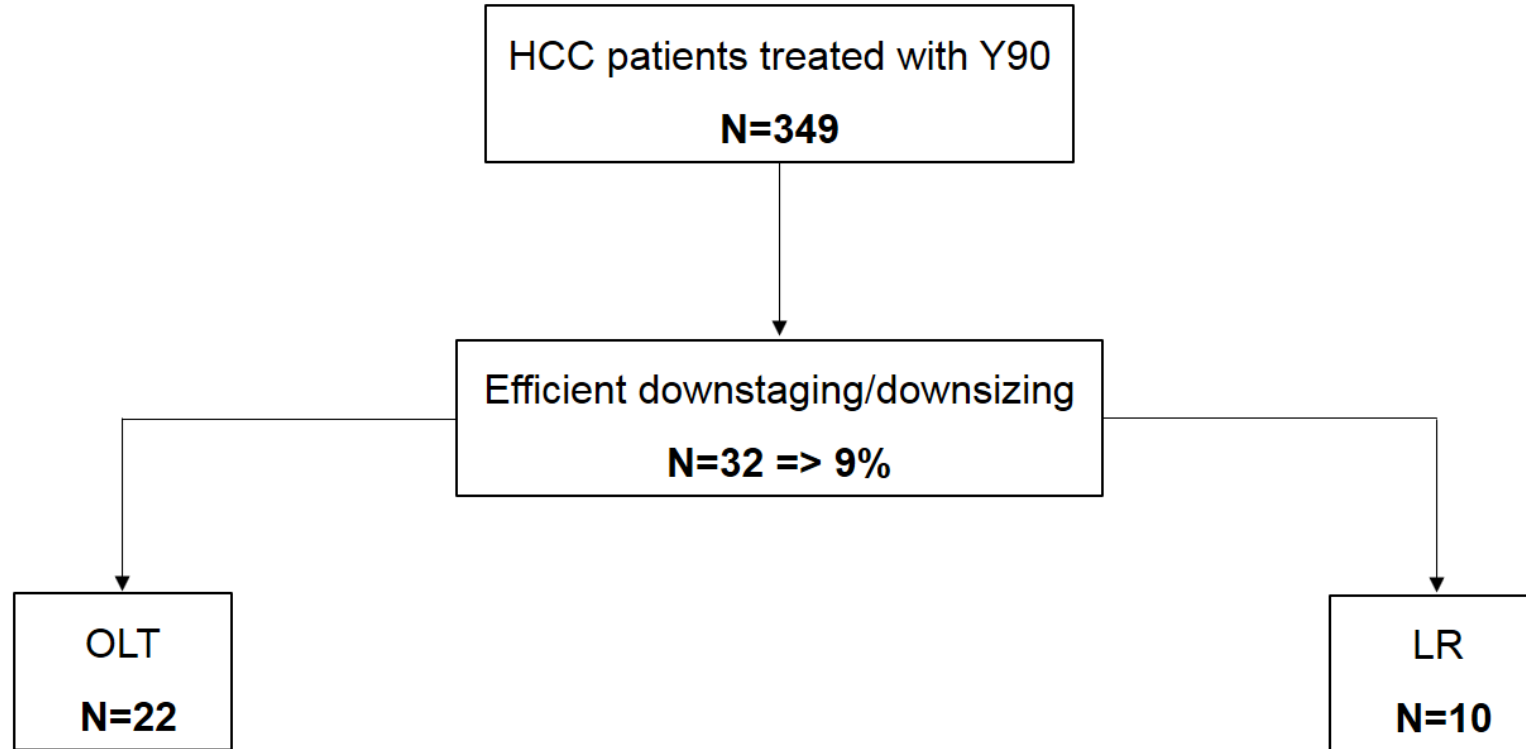 HCC patients treated with Y90
N=349
Efficient downstaging/downsizing
N=32 => 9%
OLT
N=22
LR
N=10